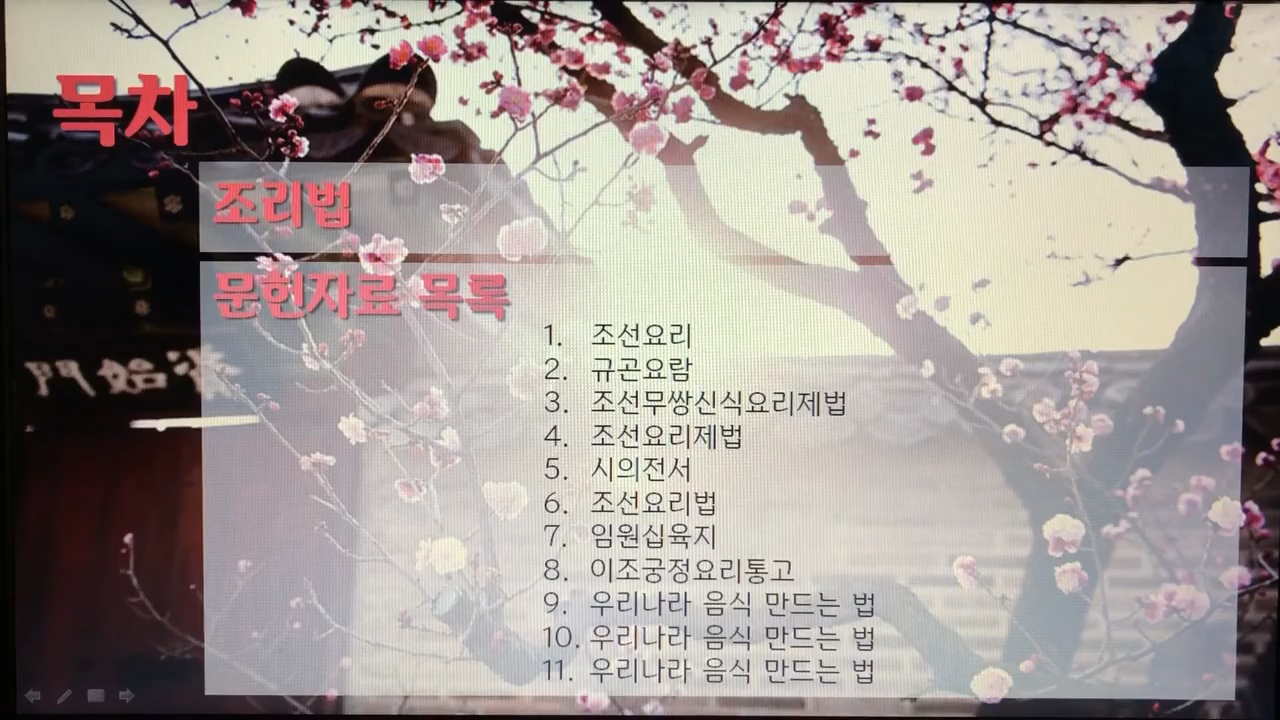 목차
조리법
문헌자료 목록
1. 조선요리
2. 규곤요람
3. 조선무쌍신식요리제법
4. 조선요리제법
5. 시의전서
6. 조선요리법
7. 임원십육지
8. 이조궁정요리통고
9. 우리나라 음식 만드는 법
10. 우리나라 음식 만드는 법
11. 우리나라 음식 만드는 법